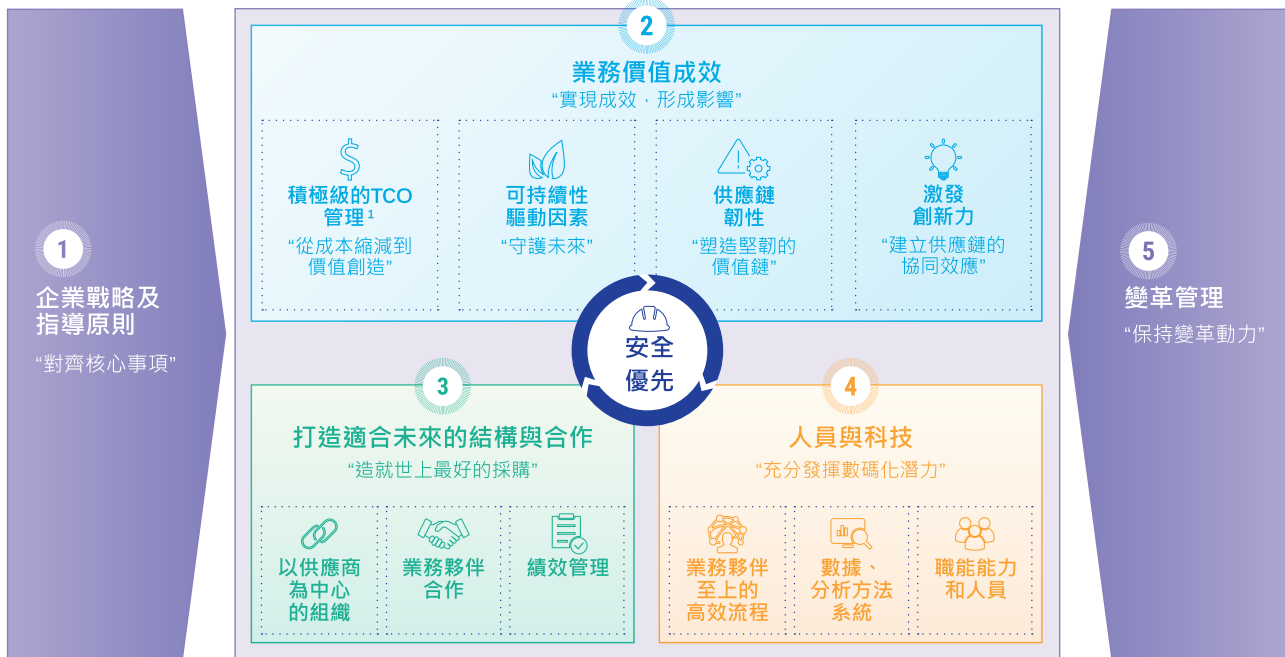 1
企業戰略及
指導原則
“對齊核心事項”
2
業務價值成效
“實現成效，形成影響”
積極級的TCO
管理¹
“從成本縮減到
價值創造”
可持續性
驅動因素
“守護未來”
供應鏈
韌性
“塑造堅韌的
價值鏈”
激發
創新力
“建立供應鏈的
協同效應”
安全
優先
3
打造適合未來的結構與合作
“造就世上最好的採購”
以供應商
為中心
的組織
業務夥伴
合作
績效管理
4
人員與科技
“充分發揮數碼化潛力”
業務夥伴
至上的
高效流程
數據、
分析方法
系統
職能能力
和人員
5
變革管理
“保持變革動力”